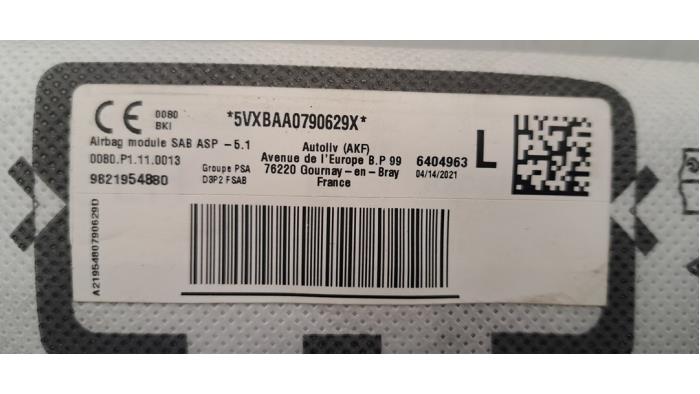 CE 0080 BKI *5VXBAA0790629X*
Airbag module SAB ASP -5.1
0080.P1.11.0013
9821954880
Groupe PSA
D3P2 FSAB
Autoliv (AKF)
Avenue de l'Europe B.P 99
76220 Gournay-en-Bray
France
6404963
04/14/2021
L
A2195480790629D